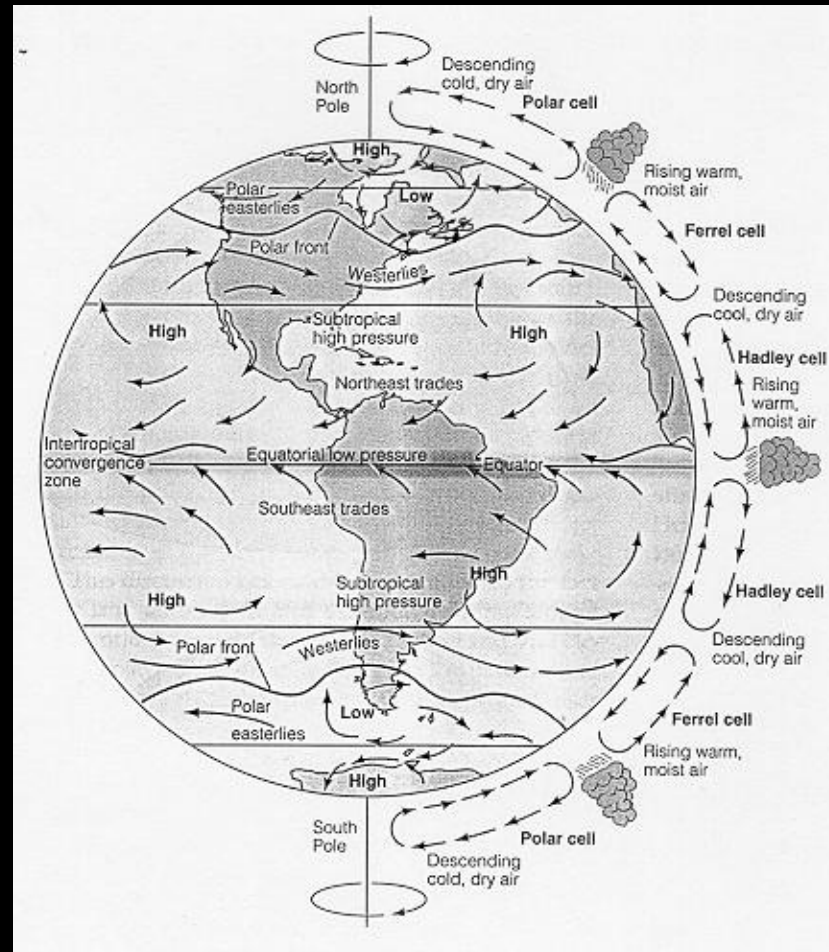 Descending
cold, dry air
North
Pole
Polar cell
High
Rising warm,
moist air
Polar
easterlies
Low
Ferrel cell
Polar front
Westerlies
Descending
cool, dry air
High
Subtropical
high pressure
High
Hadley cell
Northeast trades
Rising
warm,
moist air
Intertropical
convergence
zone
Equatorial low pressure
Equator
Southeast trades
High
Subtropical
high pressure
High
Hadley cell
Polar front
Westerlies
Descending
cool, dry air
Polar
easterlies
Low
Ferrel cell
Rising warm,
moist air
High
South
Pole
Polar cell
Descending
cold, dry air